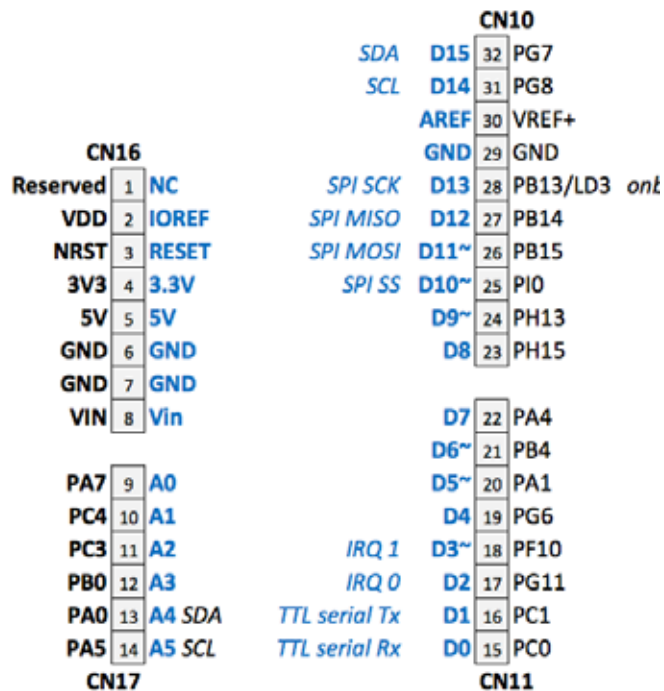 CN10
SDA D15 32 PG7
SCL D14 31 PG8
AREF 30 VREF+
GND 29 GND
SPI SCK D13 28 PB13/LD3 onb
SPI MISO D12 27 PB14
SPI MOSI D11~ 26 PB15
SPI SS D10~ 25 PI0
D9~ 24 PH13
D8 23 PH15
CN16
Reserved 1 NC
VDD 2 IOREF
NRST 3 RESET
3V3 4 3.3V
5V 5 5V
GND 6 GND
GND 7 GND
VIN 8 Vin
PA7 9 A0
PC4 10 A1
PC3 11 A2
PB0 12 A3
PA0 13 A4 SDA
PA5 14 A5 SCL
CN17
D7 22 PA4
D6~ 21 PB4
D5~ 20 PA1
D4 19 PG6
IRQ 1 D3~ 18 PF10
IRQ 0 D2 17 PG11
TTL serial Tx D1 16 PC1
TTL serial Rx D0 15 PC0
CN11